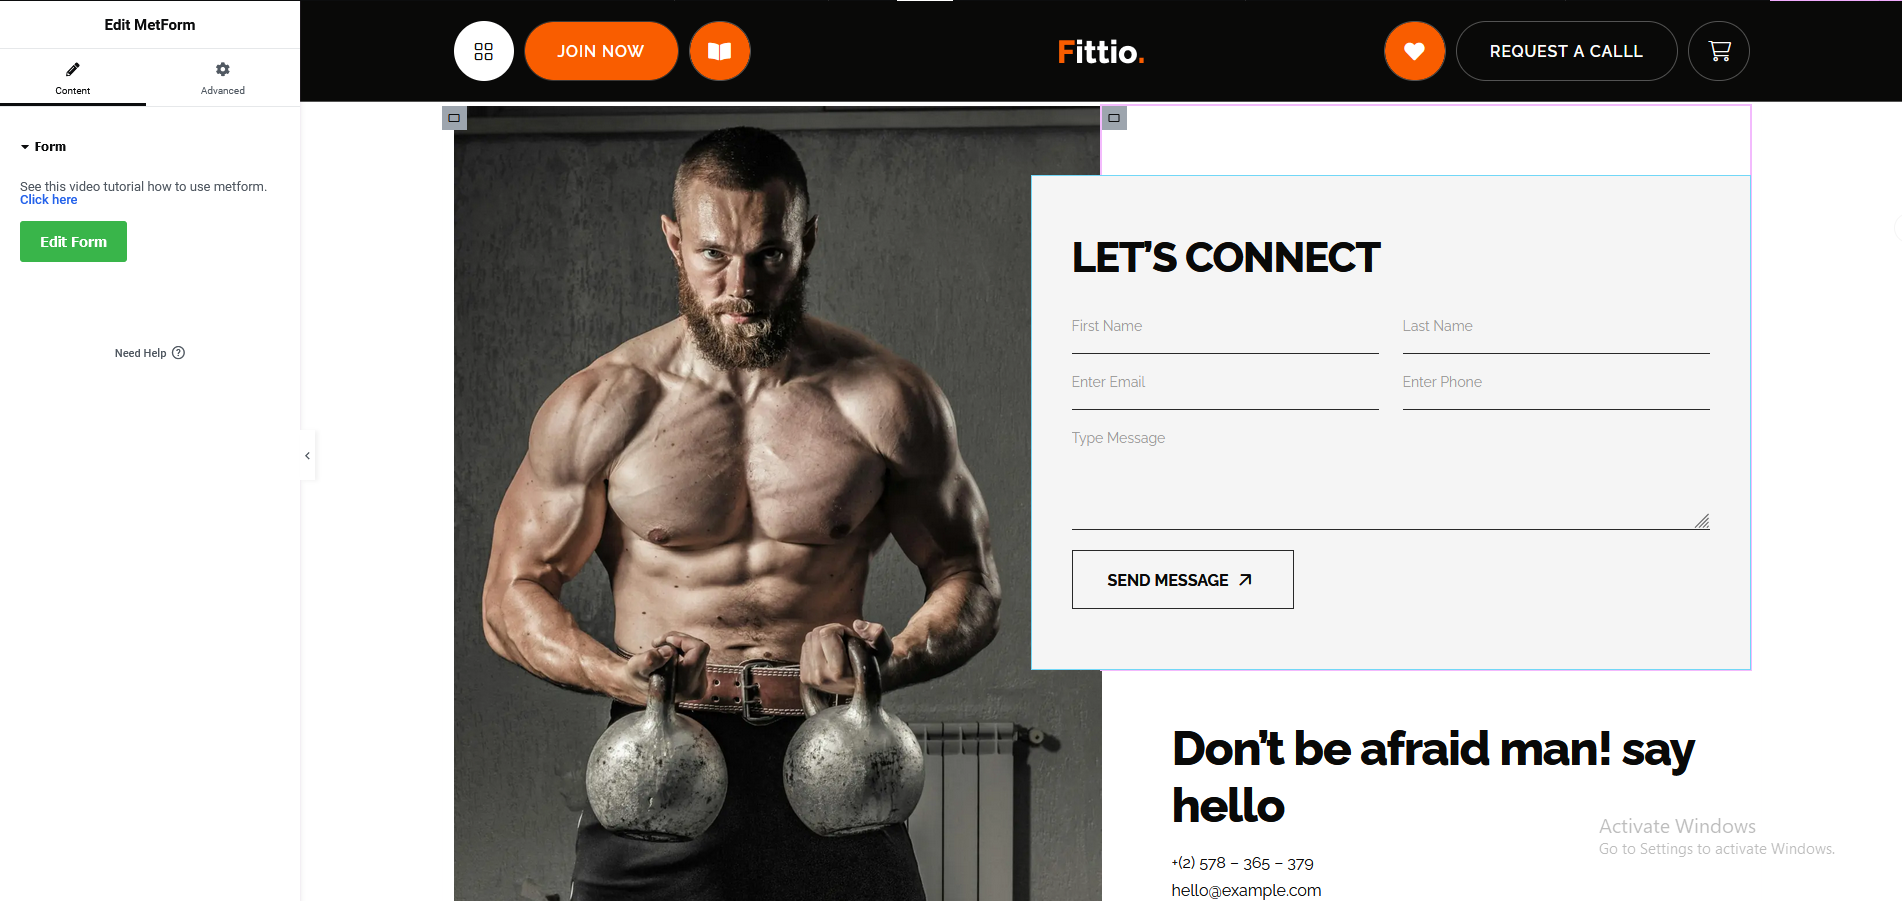 Edit MetForm
Content
Advanced
Form
See this video tutorial how to use metform.
Click here
Edit Form
Need Help
JOIN NOW
Fittio.
REQUEST A CALLL
LET’S CONNECT
First Name
Last Name
Enter Email
Enter Phone
Type Message
SEND MESSAGE
Don’t be afraid man! say
hello
+(2) 578 – 365 – 379
hello@example.com
Activate Windows
Go to Settings to activate Windows.